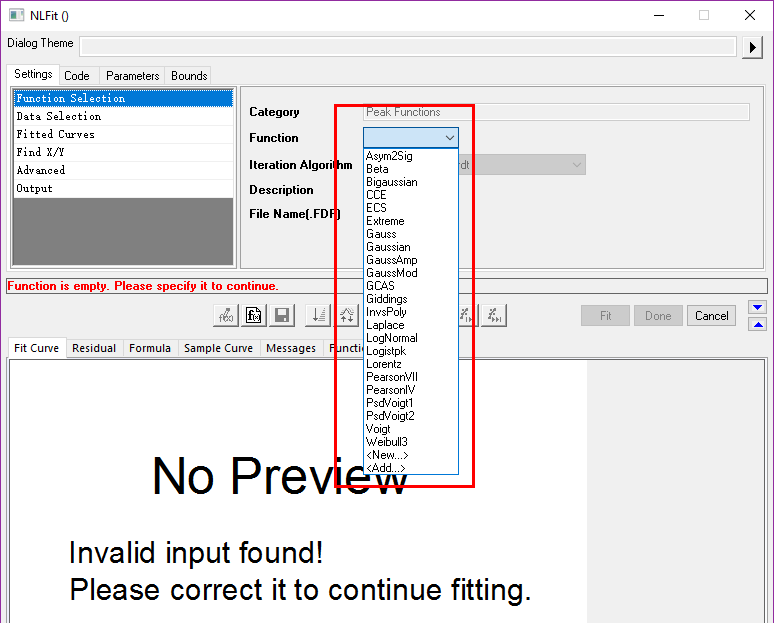 NLFit ()
Dialog Theme
Settings Code Parameters Bounds
Function Selection
Data Selection
Fitted Curves
Find X/Y
Advanced
Output
Category Peak Functions
Function
Iteration Algorithm
Description
File Name(.FDF)
Asym2Sig
Beta
Bigaussian
CCE
ECS
Extreme
Gauss
Gaussian
GaussAmp
GaussMod
GCAS
Giddings
InvsPoly
Laplace
LogNormal
Logistpk
Lorentz
PearsonVII
PearsonIV
PsdVoigt1
PsdVoigt2
Voigt
Weibull3
<New...>
<Add...>
Function is empty. Please specify it to continue.
Fit Done Cancel
Fit Curve Residual Formula Sample Curve Messages
No Preview
Invalid input found!
Please correct it to continue fitting.